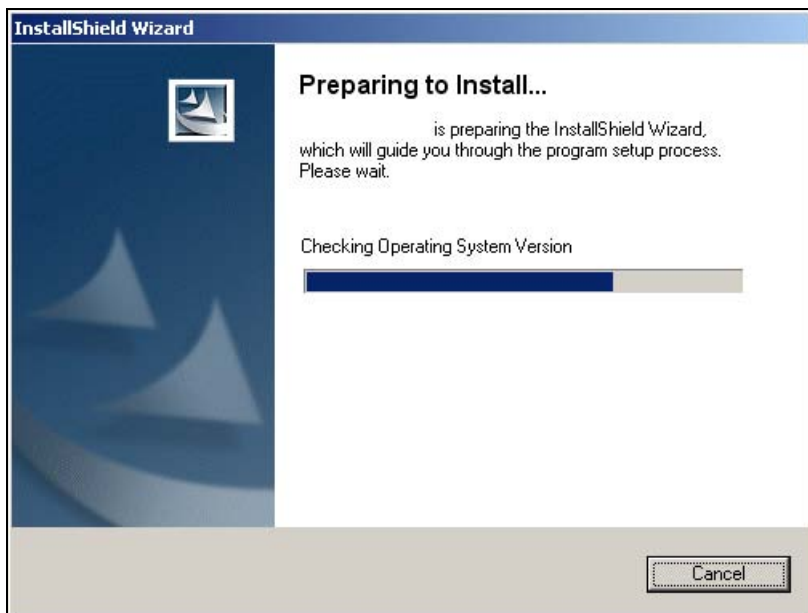 InstallShield Wizard
Preparing to Install...
is preparing the InstallShield Wizard,
which will guide you through the program setup process.
Please wait.
Checking Operating System Version
Cancel